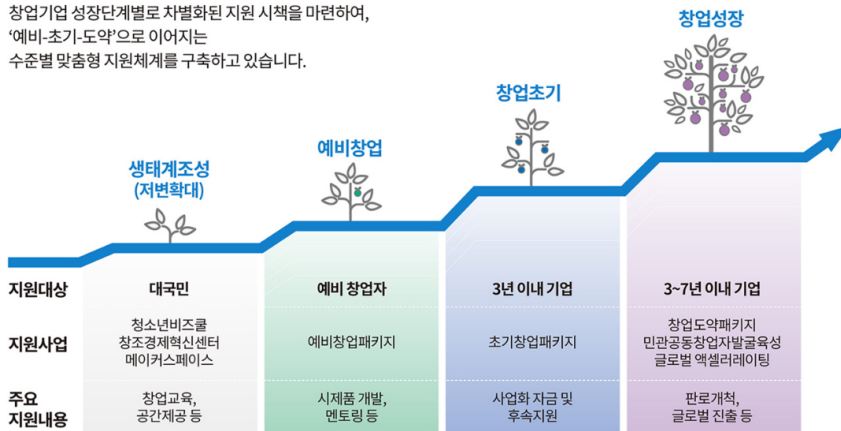 창업기업 성장단계별로 차별화된 지원 시책을 마련하여,
‘예비-초기-도약’으로 이어지는
수준별 맞춤형 지원체계를 구축하고 있습니다.
생태계조성
(저변확대)
예비창업
창업초기
창업성장
지원대상
대국민
예비 창업자
3년 이내 기업
3~7년 이내 기업
지원사업
청소년비즈쿨
창조경제혁신센터
메이커스페이스
예비창업패키지
초기창업패키지
창업도약패키지
민관공동창업자발굴육성
글로벌 액셀러레이팅
주요
지원내용
창업교육,
공간제공 등
시제품 개발,
멘토링 등
사업화 자금 및
후속지원
판로개척,
글로벌 진출 등